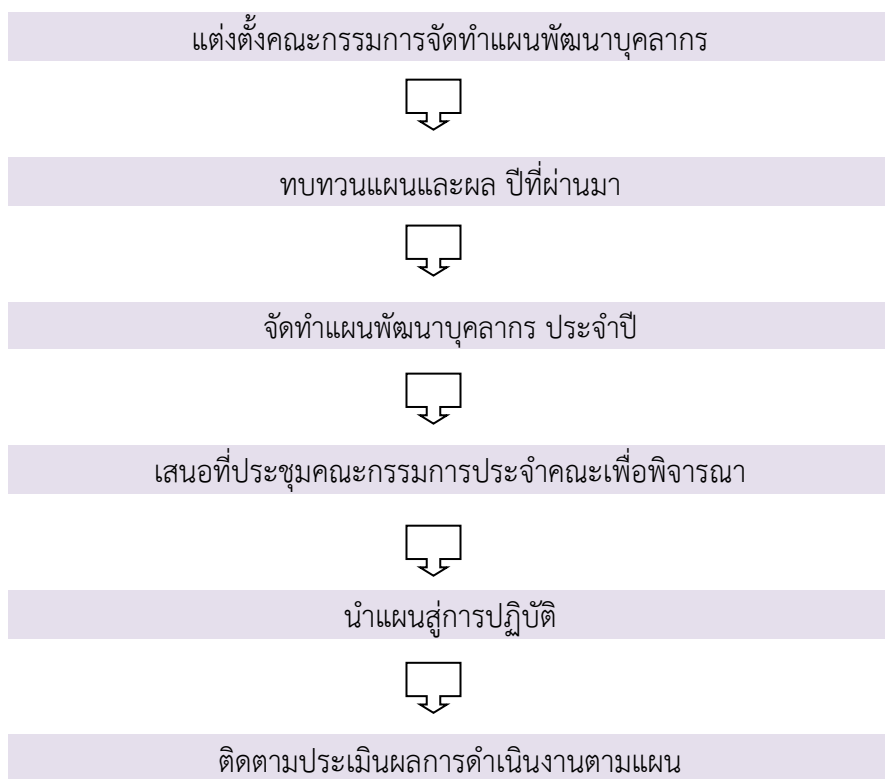 แต่งตั้งคณะกรรมการจัดทำแผนพัฒนาบุคลากร
ทบทวนแผนและผล ปีที่ผ่านมา
จัดทำแผนพัฒนาบุคลากร ประจำปี
เสนอที่ประชุมคณะกรรมการประจำคณะเพื่อพิจารณา
นำแผนสู่การปฏิบัติ
ติดตามประเมินผลการดำเนินงานตามแผน